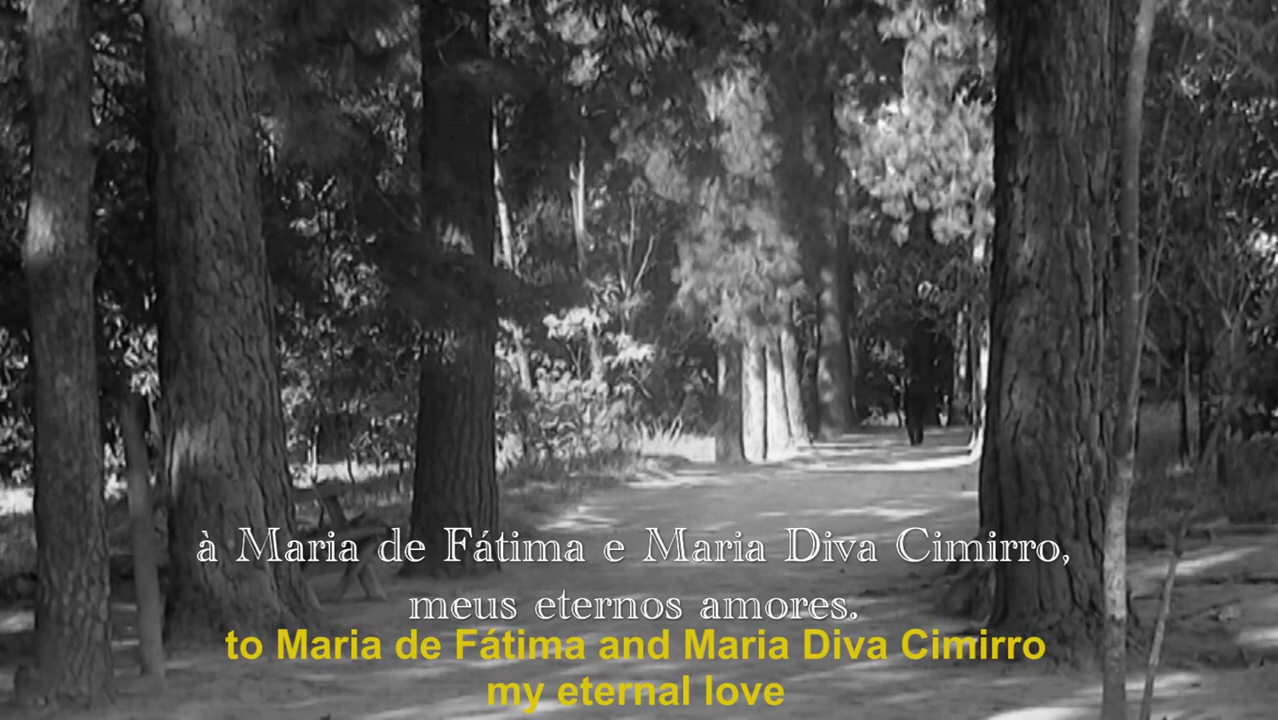 à Maria de Fátima e Maria Diva Cimirro,
meus eternos amores.
to Maria de Fátima and Maria Diva Cimirro
my eternal love